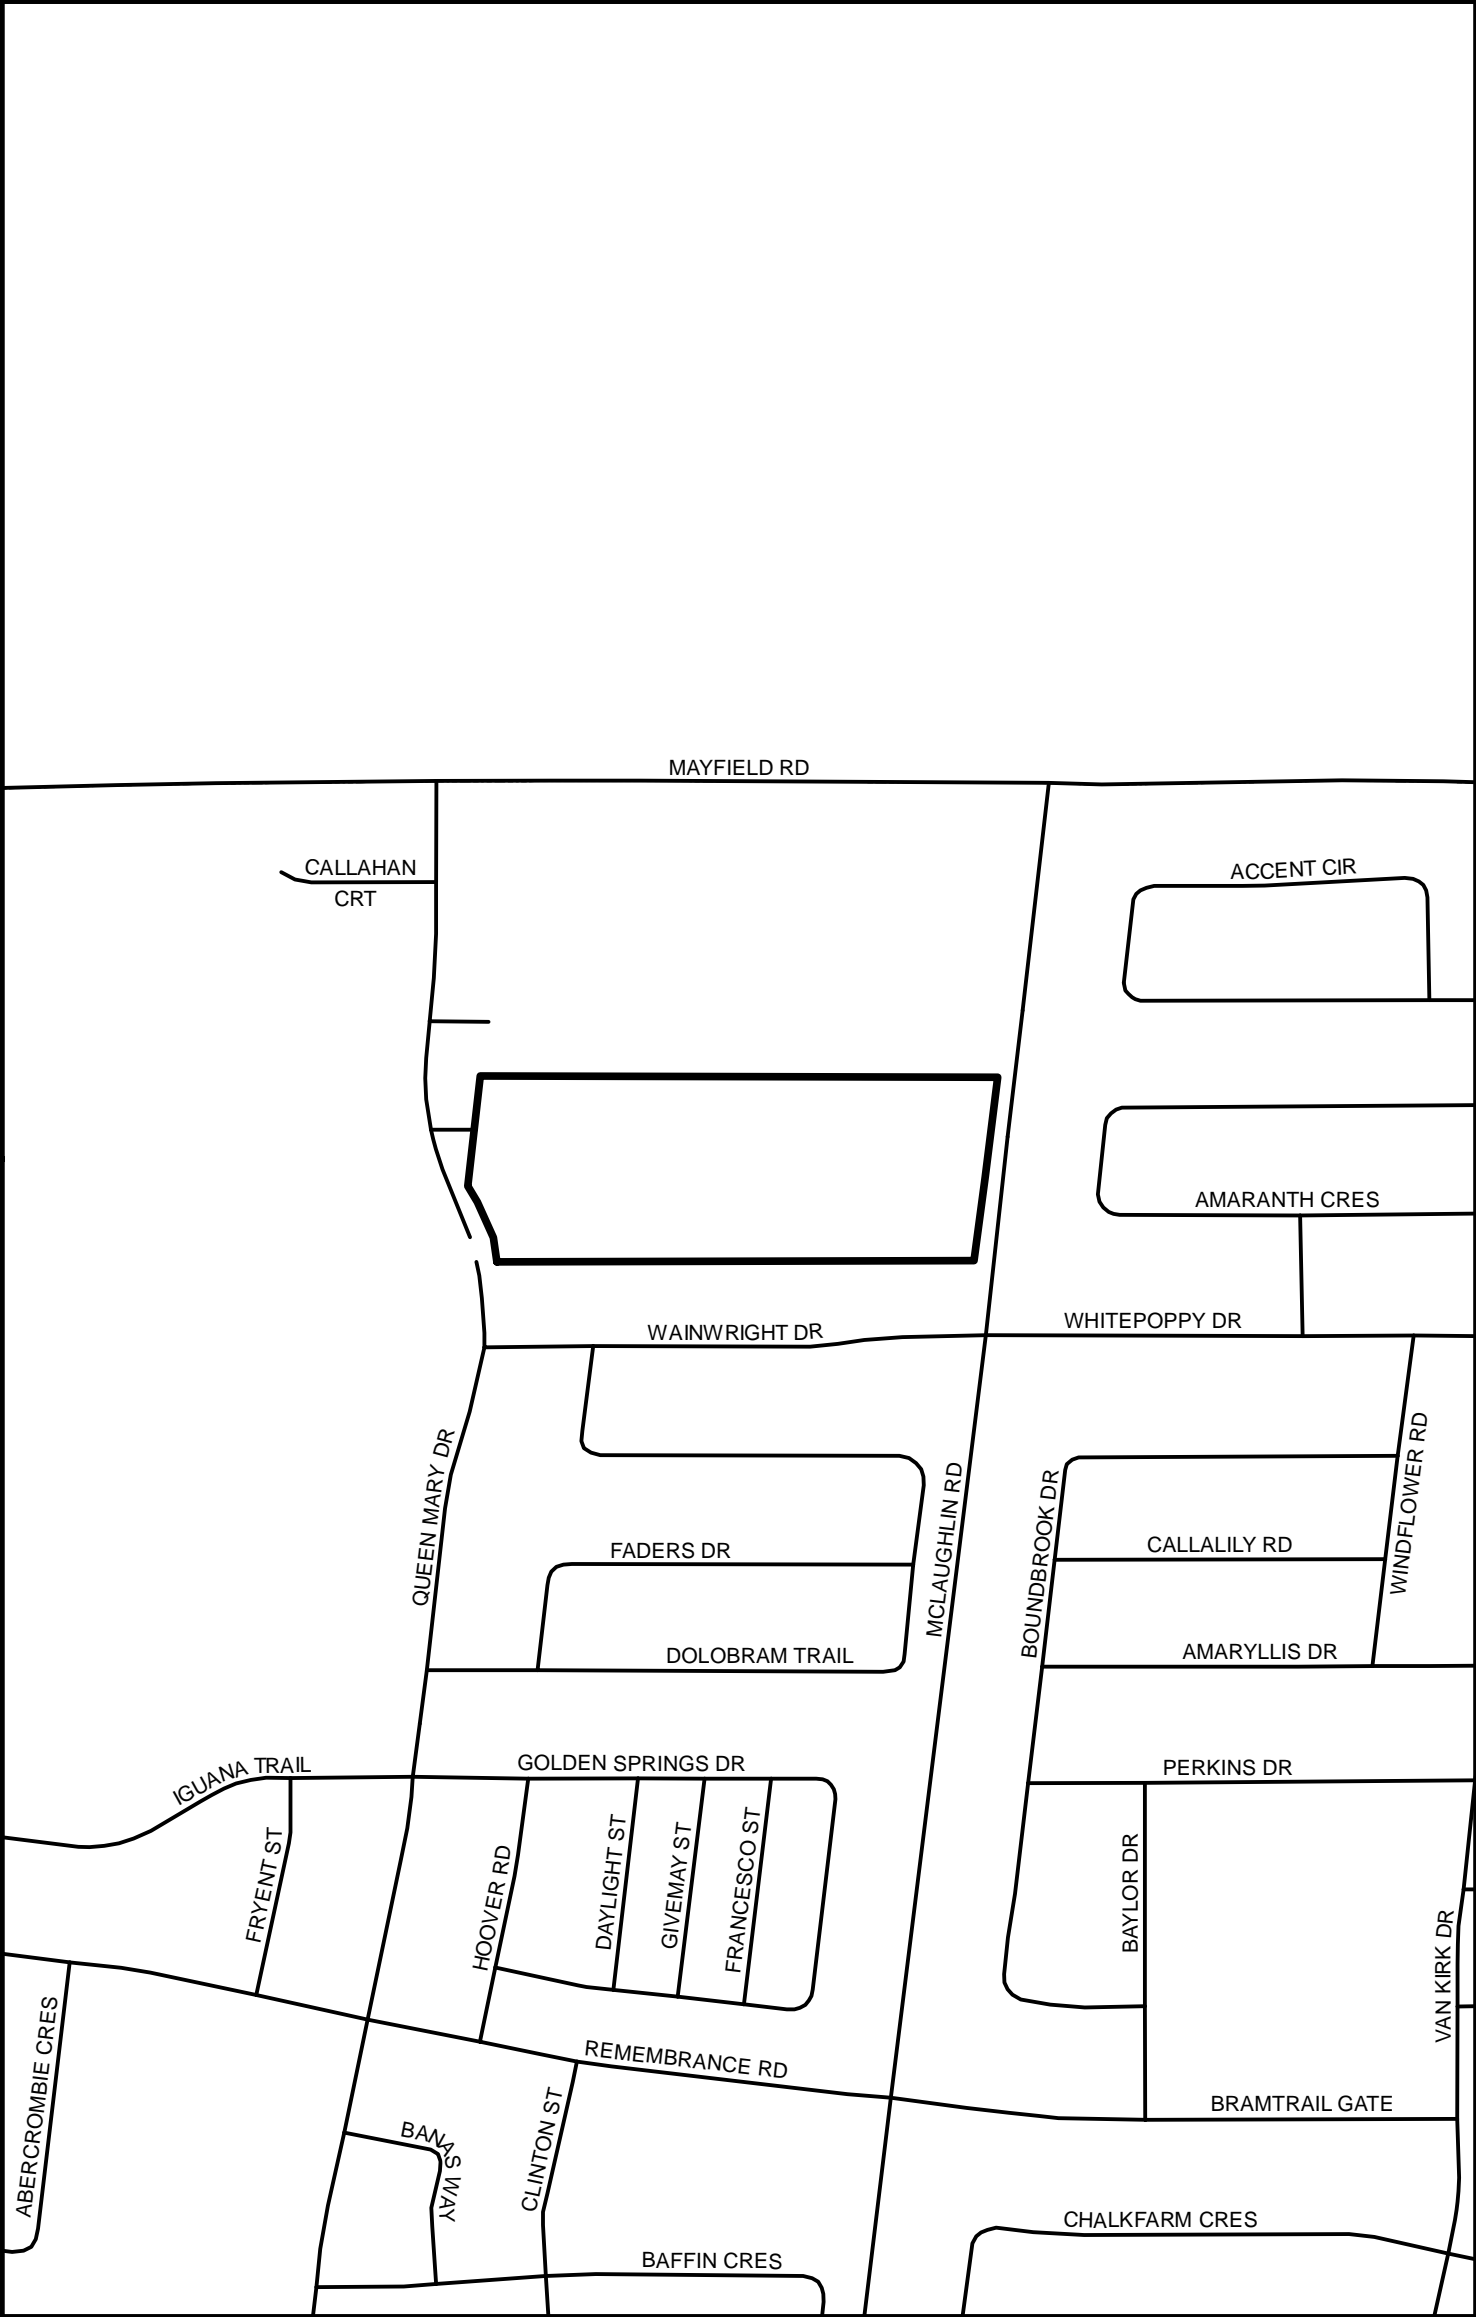 MAYFIELD RD
CALLAHAN
CRT
ACCENT CIR
AMARANTH CRES
WHITEPOPPY DR
WAINWRIGHT DR
QUEEN MARY DR
MCLAUGHLIN RD
BOUNDBROOK DR
WINDFLOWER RD
FADERS DR
CALLALILY RD
DOLOBRAM TRAIL
AMARYLLIS DR
IGUANA TRAIL
GOLDEN SPRINGS DR
PERKINS DR
FRYENT ST
HOOVER RD
DAYLIGHT ST
GIVEMAY ST
FRANCESCO ST
BAYLOR DR
VAN KIRK DR
ABERCROMBIE CRES
REMEMBRANCE RD
BRAMTRAIL GATE
BANAS WAY
CLINTON ST
CHALKFARM CRES
BAFFIN CRES